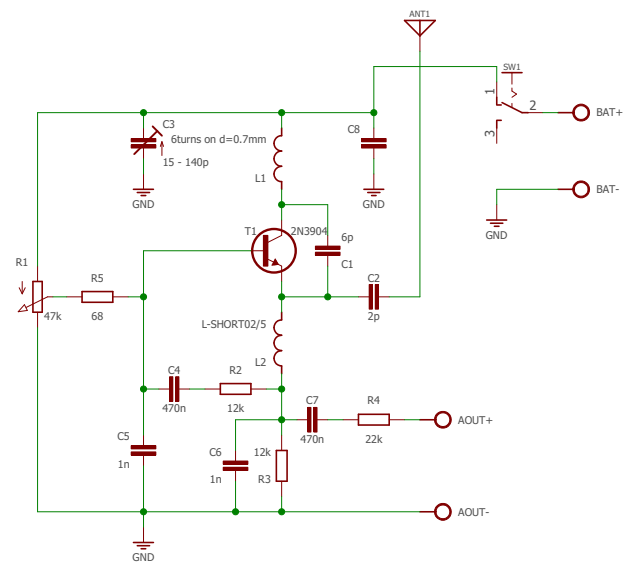 ANT1
SW1
1
2
3
BAT+
BAT-
GND
C3
6turns on d=0.7mm
15 - 140p
GND
L1
C8
GND
T1
2N3904
6p
C1
C2
2p
R1
47k
R5
68
L-SHORT02/5
L2
C4
470n
R2
12k
C7
470n
R4
22k
AOUT+
C5
1n
C6
1n
12k
R3
AOUT-
GND